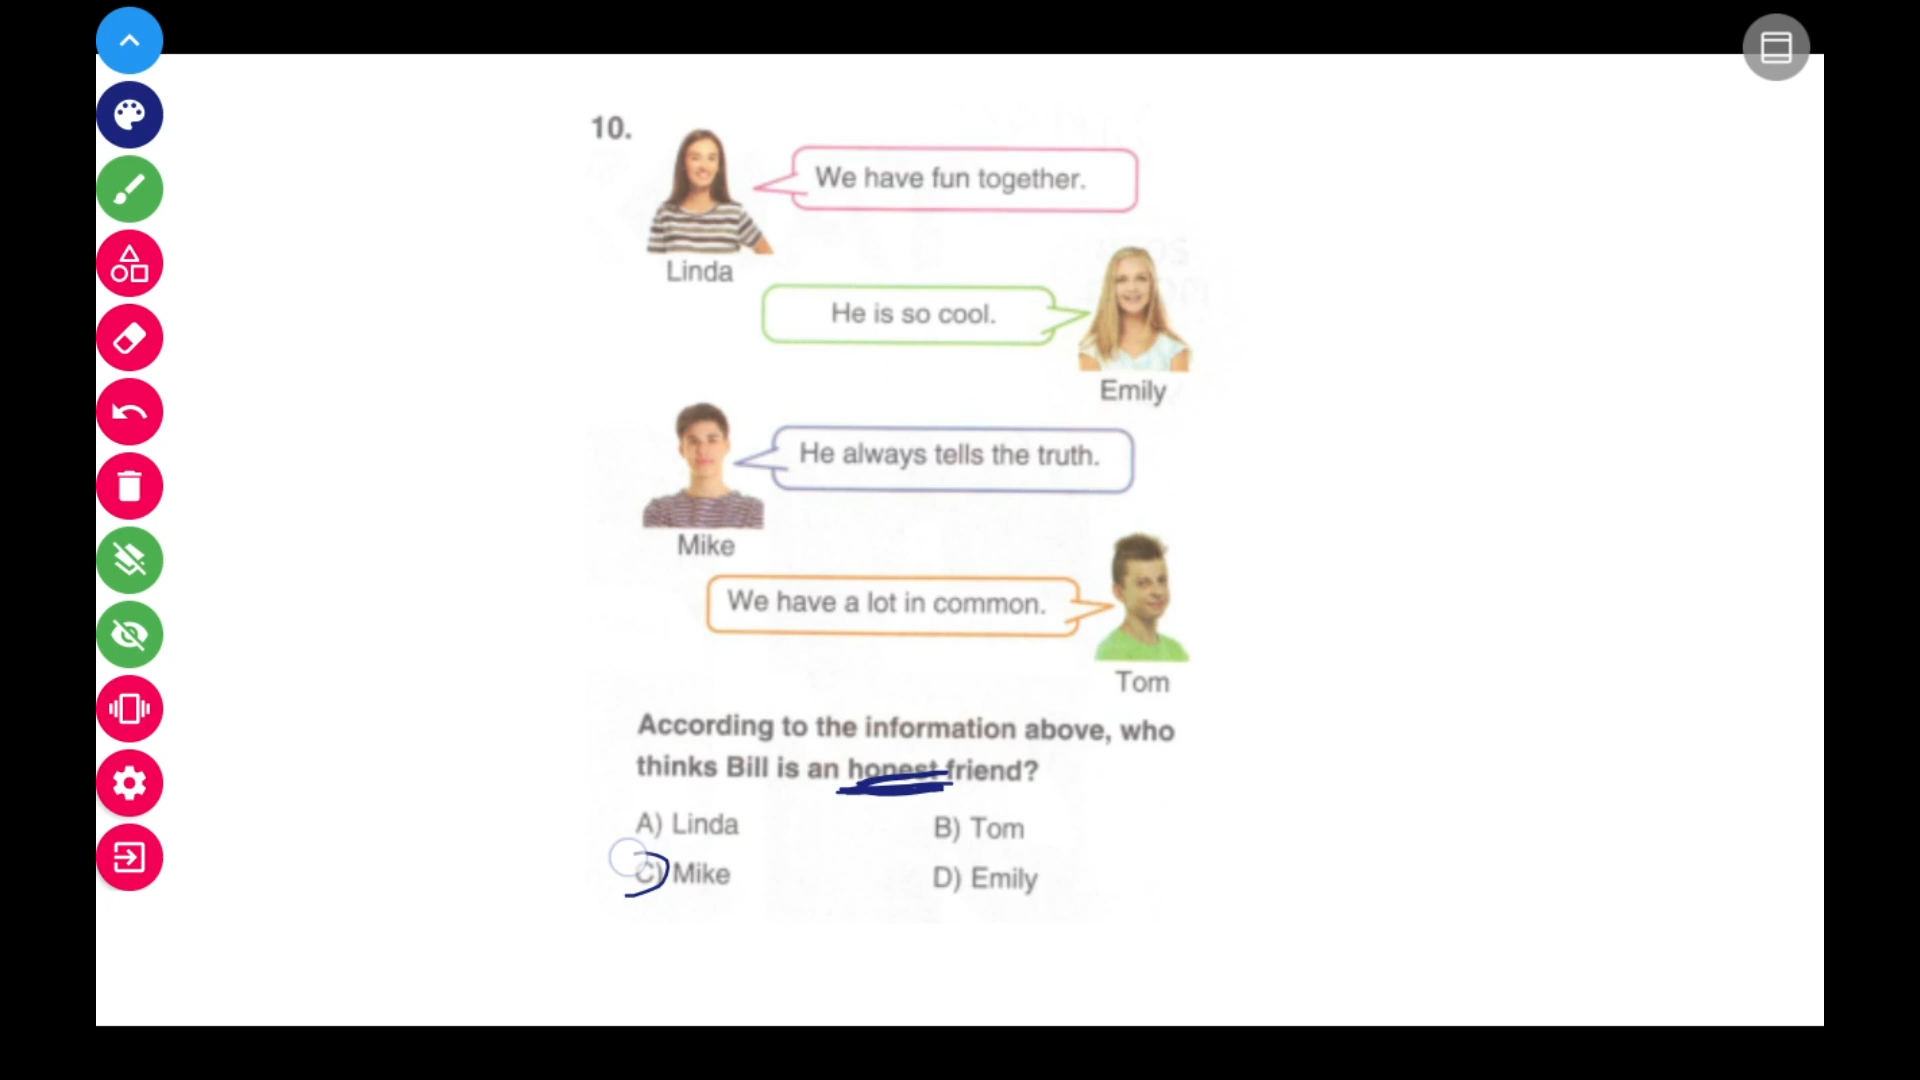 10.
We have fun together.
Linda
He is so cool.
Emily
He always tells the truth.
Mike
We have a lot in common.
Tom
According to the information above, who
thinks Bill is an honest friend?
A) Linda
B) Tom
C) Mike
D) Emily